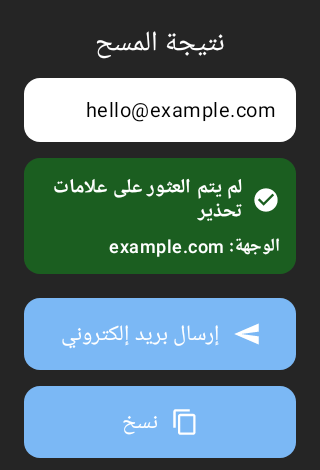 نتيجة المسح
hello@example.com
لم يتم العثور على علامات
تحذير
الوجهة: example.com
إرسال بريد إلكتروني
نسخ